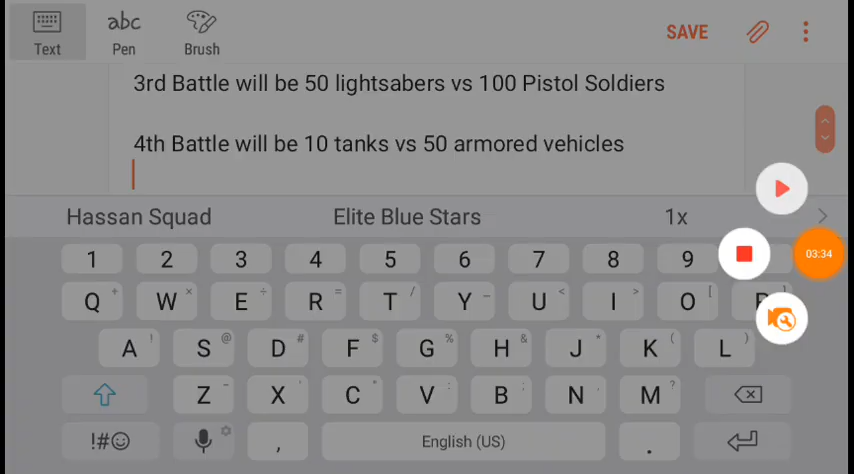 abc
SAVE
Text
Pen
Brush
3rd Battle will be 50 lightsabers vs 100 Pistol Soldiers
4th Battle will be 10 tanks vs 50 armored vehicles
Hassan Squad
Elite Blue Stars
1x
03:34
1 2 3 4 5 6 7 8 9
Q + W × E ÷ R = T / Y _ U < I > O [ P ]
A ! S @ D # F $ G % H & J * K ( L )
Z - X ' C " V : B ; N , M ?
!#☺ , English (US) .